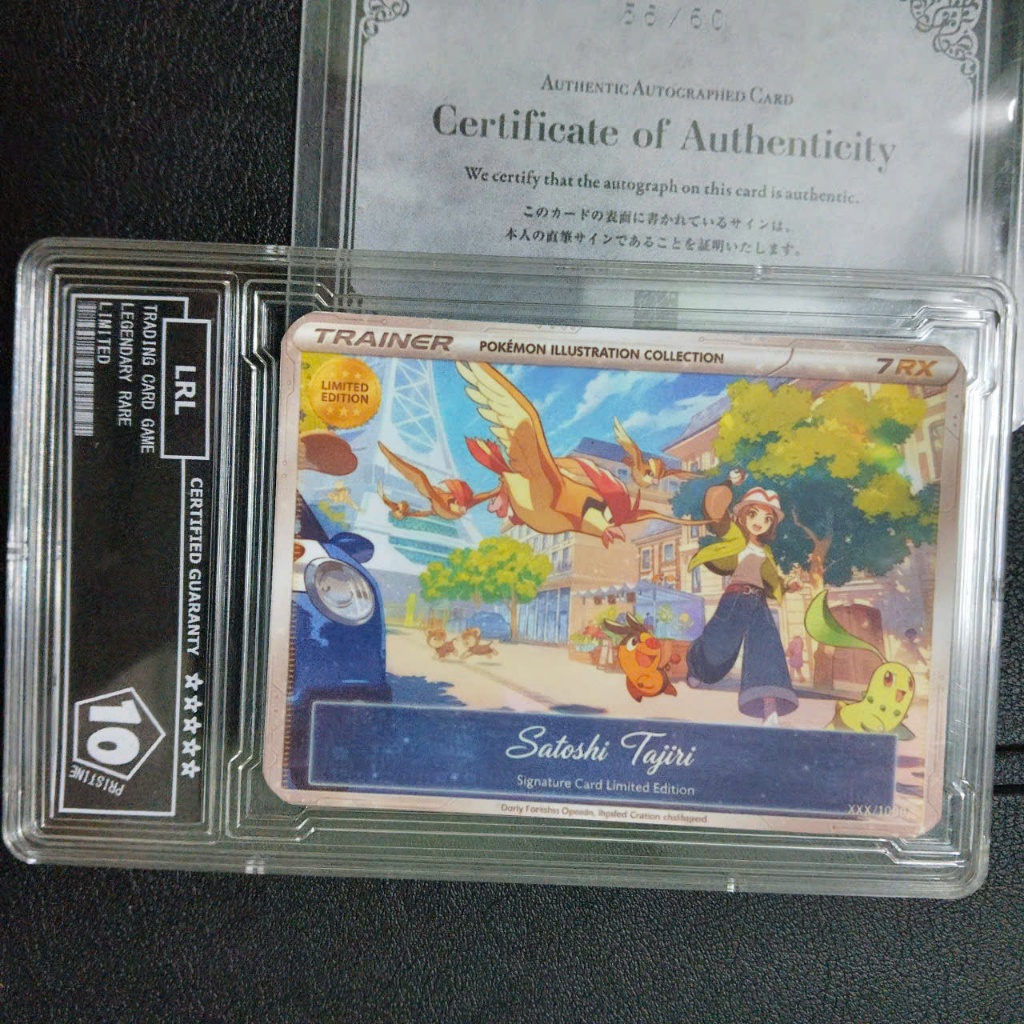 56/60
AUTHENTIC AUTOGRAPHED CARD
Certificate of Authenticity
We certify that the autograph on this card is authentic.
このカードの表面に書かれているサインは、
本人の直筆サインであることを証明いたします。
LRL
TRADING CARD GAME
LEGENDARY RARE
LIMITED
CERTIFIED GUARANTY ★★★★★
10
PRISTINE
TRAINER
POKÉMON ILLUSTRATION COLLECTION
7RX
LIMITED
EDITION
Satoshi Tajiri
Signature Card Limited Edition
XXX/10